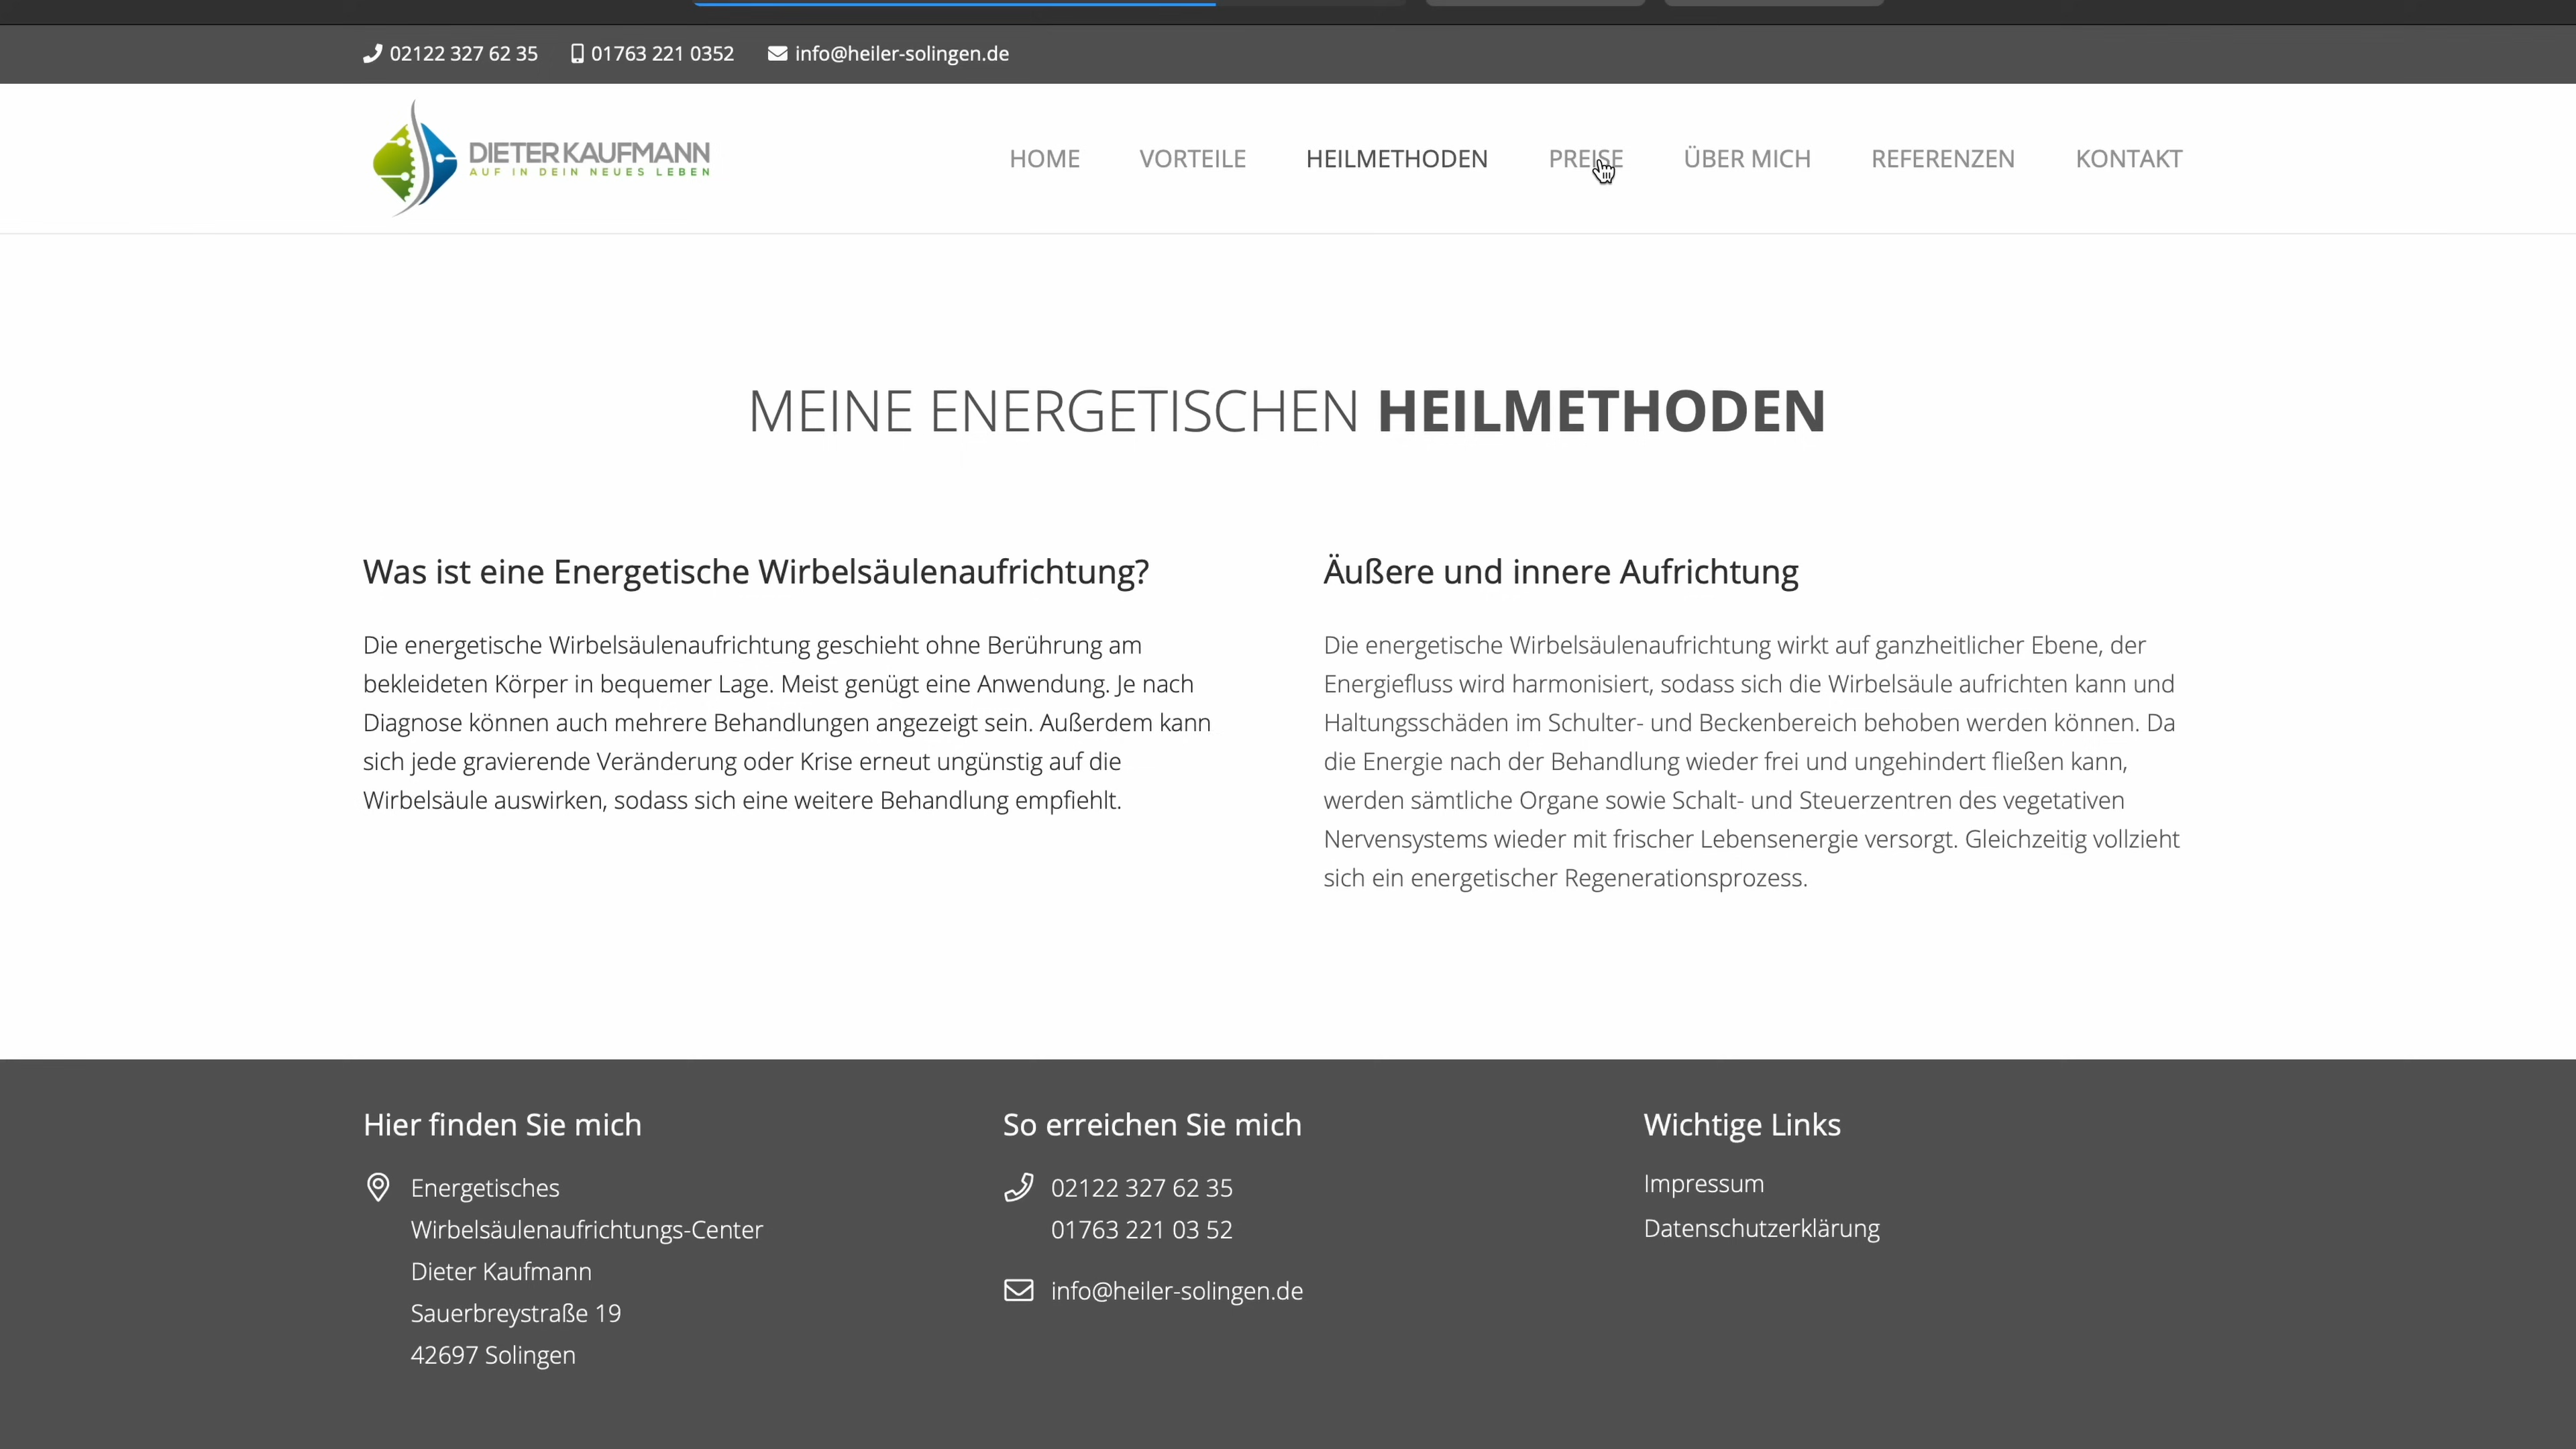 02122 327 62 35
01763 221 0352
info@heiler-solingen.de
DIETER KAUFMANN
AUF IN DEIN NEUES LEBEN
HOME
VORTEILE
HEILMETHODEN
PREISE
ÜBER MICH
REFERENZEN
KONTAKT
MEINE ENERGETISCHEN HEILMETHODEN
Was ist eine Energetische Wirbelsäulenaufrichtung?
Die energetische Wirbelsäulenaufrichtung geschieht ohne Berührung am
bekleideten Körper in bequemer Lage. Meist genügt eine Anwendung. Je nach
Diagnose können auch mehrere Behandlungen angezeigt sein. Außerdem kann
sich jede gravierende Veränderung oder Krise erneut ungünstig auf die
Wirbelsäule auswirken, sodass sich eine weitere Behandlung empfiehlt.
Äußere und innere Aufrichtung
Die energetische Wirbelsäulenaufrichtung wirkt auf ganzheitlicher Ebene, der
Energiefluss wird harmonisiert, sodass sich die Wirbelsäule aufrichten kann und
Haltungsschäden im Schulter- und Beckenbereich behoben werden können. Da
die Energie nach der Behandlung wieder frei und ungehindert fließen kann,
werden sämtliche Organe sowie Schalt- und Steuerzentren des vegetativen
Nervensystems wieder mit frischer Lebensenergie versorgt. Gleichzeitig vollzieht
sich ein energetischer Regenerationsprozess.
Hier finden Sie mich
Energetisches
Wirbelsäulenaufrichtungs-Center
Dieter Kaufmann
Sauerbreystraße 19
42697 Solingen
So erreichen Sie mich
02122 327 62 35
01763 221 03 52
info@heiler-solingen.de
Wichtige Links
Impressum
Datenschutzerklärung